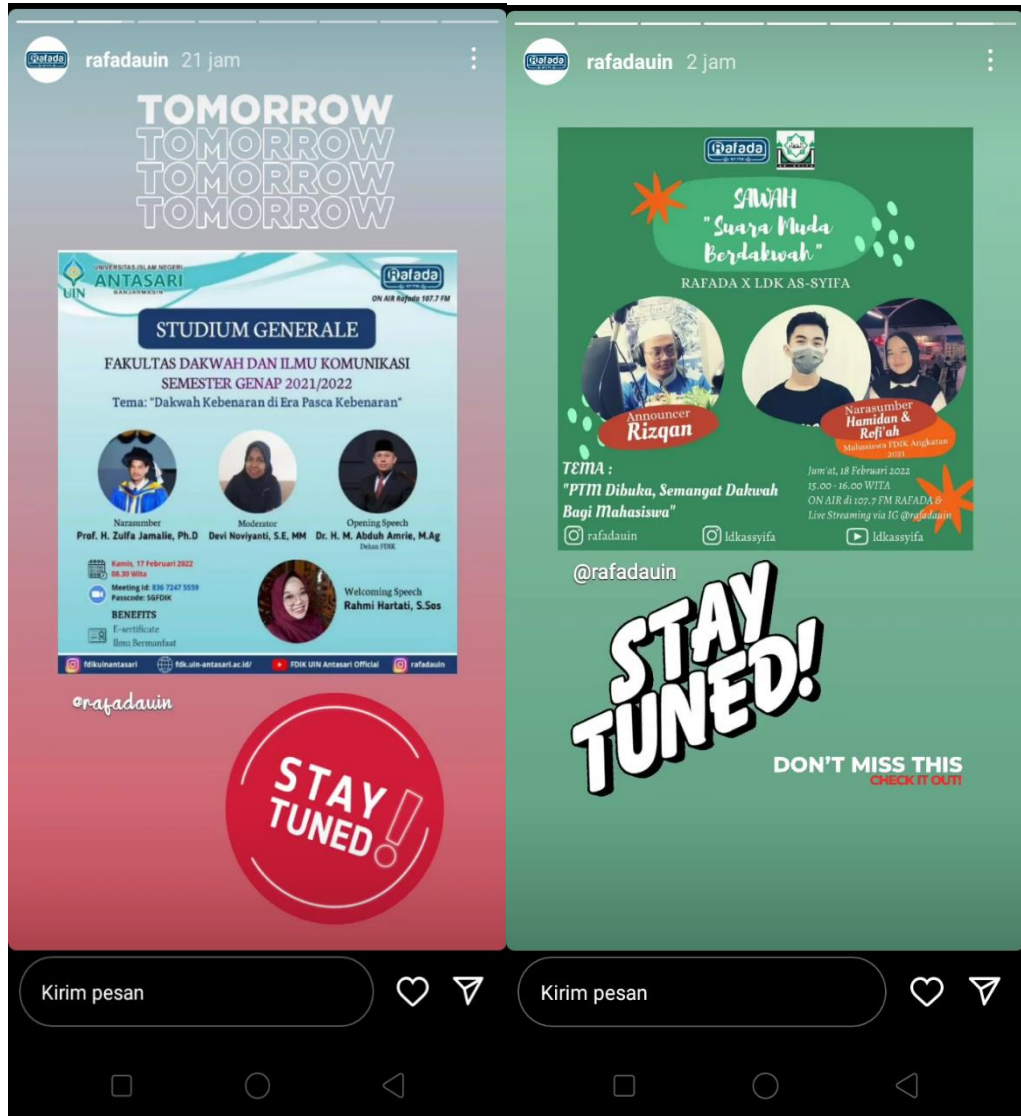 Rafada
rafadauin 21 jam
TOMORROW
TOMORROW
TOMORROW
TOMORROW
UNIVERSITAS ISLAM NEGERI
ANTASARI
BANJARMASIN
UIN
Rafada
ON AIR Rafada 107.7 FM
STUDIUM GENERALE
FAKULTAS DAKWAH DAN ILMU KOMUNIKASI
SEMESTER GENAP 2021/2022
Tema: "Dakwah Kebenaran di Era Pasca Kebenaran"
Narasumber
Prof. H. Zulfa Jamalie, Ph.D
Moderator
Devi Noviyanti, S.E, MM
Opening Speech
Dr. H. M. Abduh Amrie, M.Ag
Dekan FDIK
Kamis, 17 Februari 2022
08.30 Wita
Meeting Id: 836 7247 5559
Passcode: SGFDIK
BENEFITS
E-sertificate
Ilmu Bermanfaat
Welcoming Speech
Rahmi Hartati, S.Sos
fdikuinantasari
fdk.uin-antasari.ac.id/
FDIK UIN Antasari Official
rafadauin
@rafadauin
STAY
TUNED!
Kirim pesan
Rafada
rafadauin 2 jam
Rafada
SAWAH
"Suara Muda
Berdakwah"
RAFADA X LDK AS-SYIFA
Announcer
Rizqan
Narasumber
Hamidan &
Rofi'ah
Mahasiswa FDIK Angkatan
2021
TEMA :
"PTM Dibuka, Semangat Dakwah
Bagi Mahasiswa"
Jum'at, 18 Februari 2022
15.00 - 16.00 WITA
ON AIR di 107.7 FM RAFADA &
Live Streaming via IG @rafadauin
rafadauin
ldkassyifa
ldkassyifa
@rafadauin
STAY
TUNED!
DON'T MISS THIS
CHECK IT OUT!
Kirim pesan